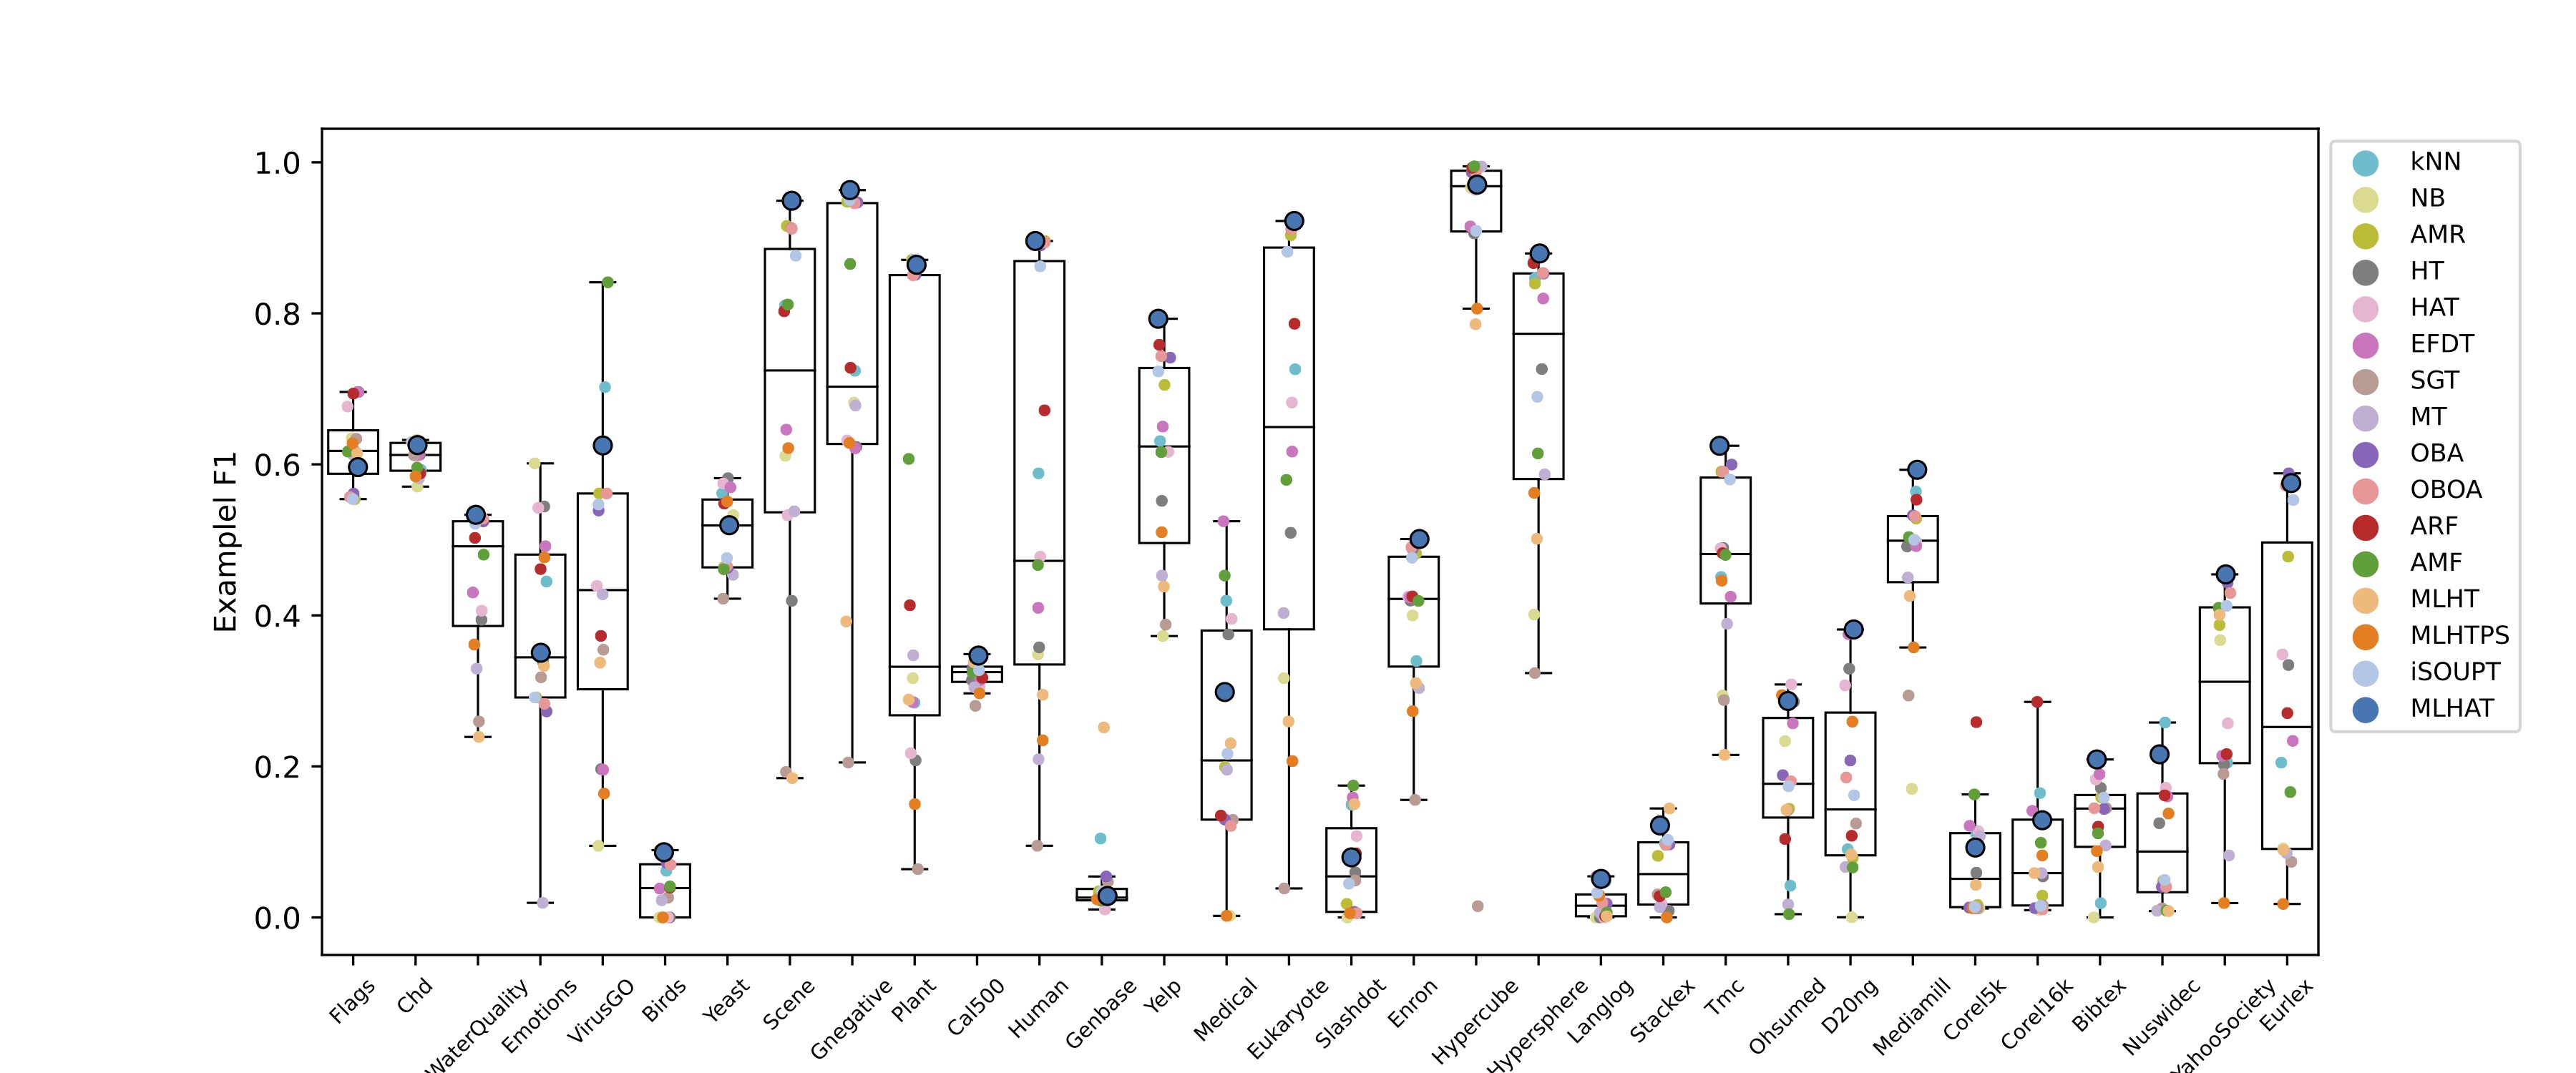 Examplel F1
1.0
0.8
0.6
0.4
0.2
0.0
Flags
Chd
WaterQuality
Emotions
VirusGO
Birds
Yeast
Scene
Gnegative
Plant
Cal500
Human
Genbase
Yelp
Medical
Eukaryote
Slashdot
Enron
Hypercube
Hypersphere
Langlog
Stackex
Tmc
Ohsumed
D20ng
Mediamill
Corel5k
Corel16k
Bibtex
Nuswidec
YahooSociety
Eurlex
kNN
NB
AMR
HT
HAT
EFDT
SGT
MT
OBA
OBOA
ARF
AMF
MLHT
MLHTPS
iSOUPT
MLHAT